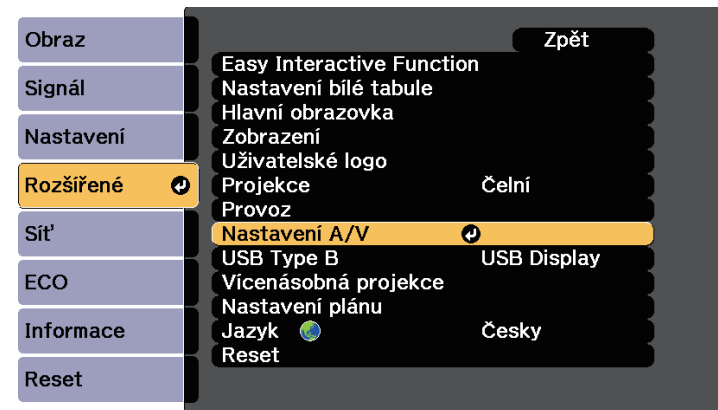 Obraz
Signál
Nastavení
Rozšířené
Síť
ECO
Informace
Reset
Zpět
Easy Interactive Function
Nastavení bílé tabule
Hlavní obrazovka
Zobrazení
Uživatelské logo
Projekce Čelní
Provoz
Nastavení A/V
USB Type B USB Display
Vícenásobná projekce
Nastavení plánu
Jazyk Česky
Reset